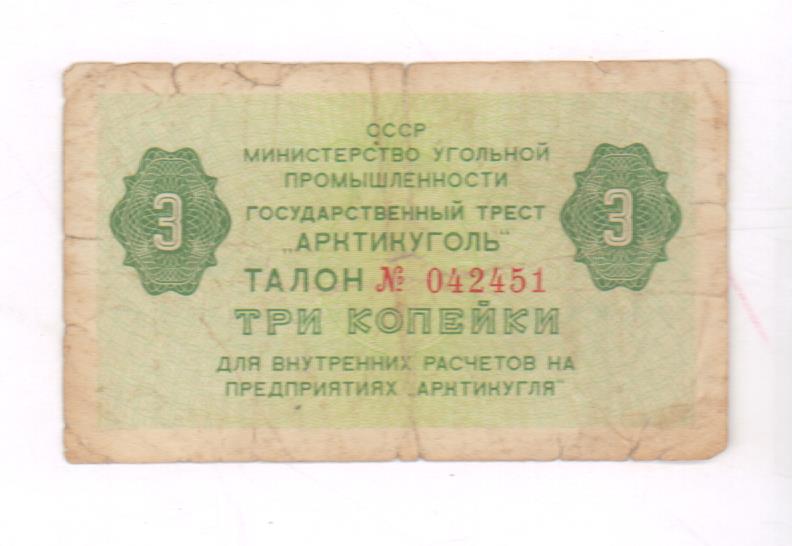 СССР
МИНИСТЕРСТВО УГОЛЬНОЙ
ПРОМЫШЛЕННОСТИ
ГОСУДАРСТВЕННЫЙ ТРЕСТ
„АРКТИКУГОЛЬ"
3
3
ТАЛОН № 042451
ТРИ КОПЕЙКИ
ДЛЯ ВНУТРЕННИХ РАСЧЕТОВ НА
ПРЕДПРИЯТИЯХ „АРКТИКУГЛЯ"